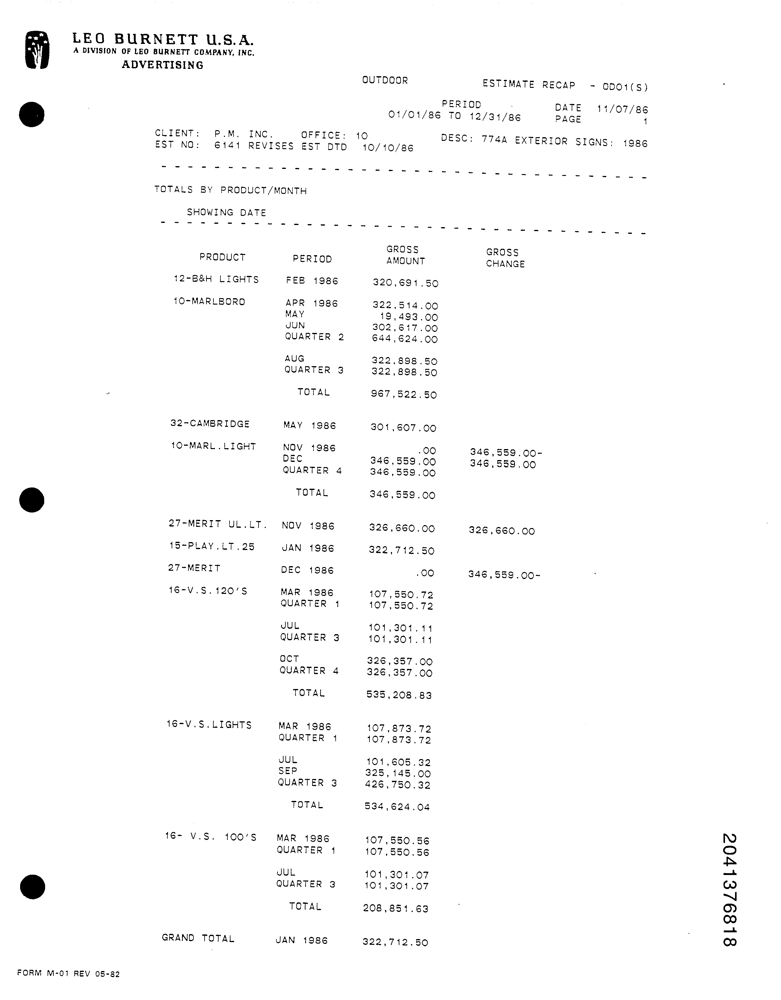 LEO BURNETT U.S.A.
A DIVISION OF LEO BURNETT COMPANY, INC.
ADVERTISING
OUTDOOR ESTIMATE RECAP - ODO1(S)
PERIOD DATE 11/07/86
01/01/86 TO 12/31/86 PAGE 1
CLIENT: P.M. INC. OFFICE: 10 DESC: 774A EXTERIOR SIGNS: 1986
EST NO: 6141 REVISES EST DTD 10/10/86
TOTALS BY PRODUCT/MONTH
SHOWING DATE
PRODUCT PERIOD GROSS AMOUNT GROSS CHANGE
12-B&H LIGHTS FEB 1986 320,691.50
10-MARLBORO APR 1986 322,514.00
MAY 19,493.00
JUN 302,617.00
QUARTER 2 644,624.00
AUG 322,898.50
QUARTER 3 322,898.50
TOTAL 967,522.50
32-CAMBRIDGE MAY 1986 301,607.00
10-MARL.LIGHT NOV 1986 .00 346,559.00-
DEC 346,559.00 346,559.00
QUARTER 4 346,559.00
TOTAL 346,559.00
27-MERIT UL.LT. NOV 1986 326,660.00 326,660.00
15-PLAY.LT.25 JAN 1986 322,712.50
27-MERIT DEC 1986 .00 346,559.00-
16-V.S.120'S MAR 1986 107,550.72
QUARTER 1 107,550.72
JUL 101,301.11
QUARTER 3 101,301.11
OCT 326,357.00
QUARTER 4 326,357.00
TOTAL 535,208.83
16-V.S.LIGHTS MAR 1986 107,873.72
QUARTER 1 107,873.72
JUL 101,605.32
SEP 325,145.00
QUARTER 3 426,750.32
TOTAL 534,624.04
16- V.S. 100'S MAR 1986 107,550.56
QUARTER 1 107,550.56
JUL 101,301.07
QUARTER 3 101,301.07
TOTAL 208,851.63
GRAND TOTAL JAN 1986 322,712.50
FORM M-01 REV 05-82
2041376818